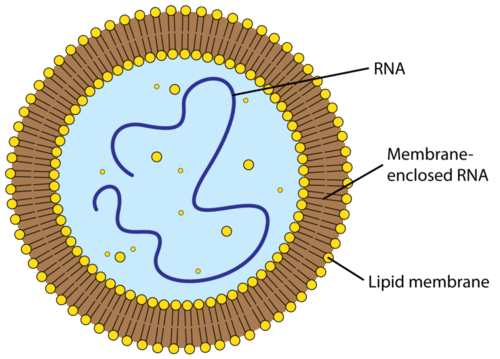 RNA
Membrane-
enclosed RNA
Lipid membrane